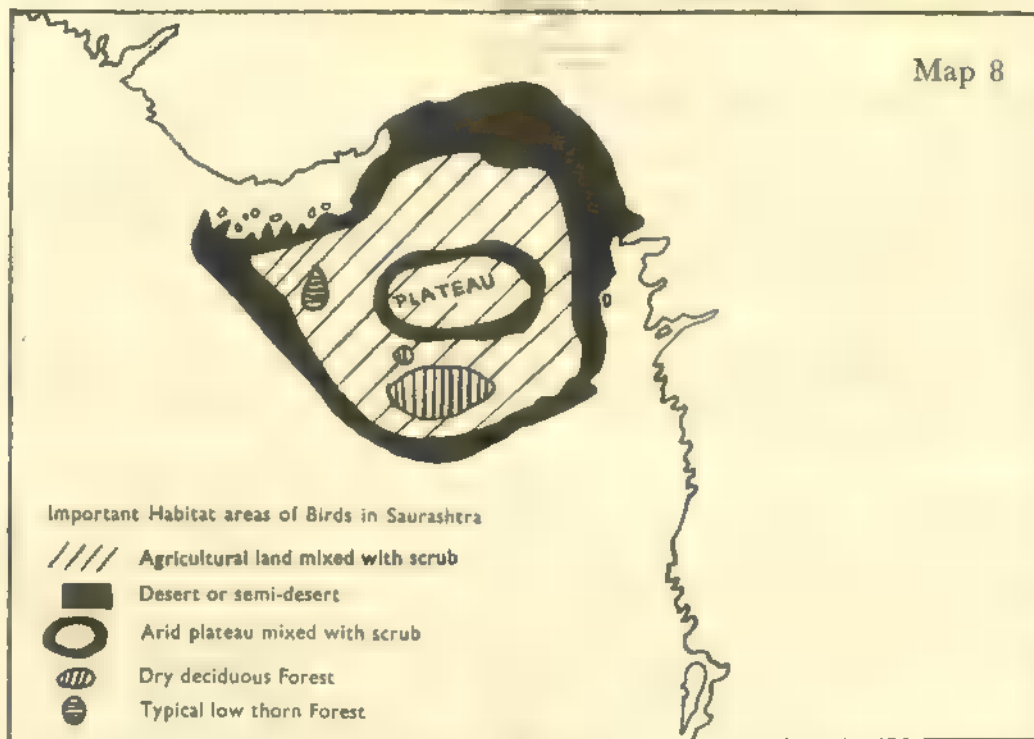 Map 8
PLATEAU
Important Habitat areas of Birds in Saurashtra
Agricultural land mixed with scrub
Desert or semi-desert
Arid plateau mixed with scrub
Dry deciduous Forest
Typical low thorn Forest